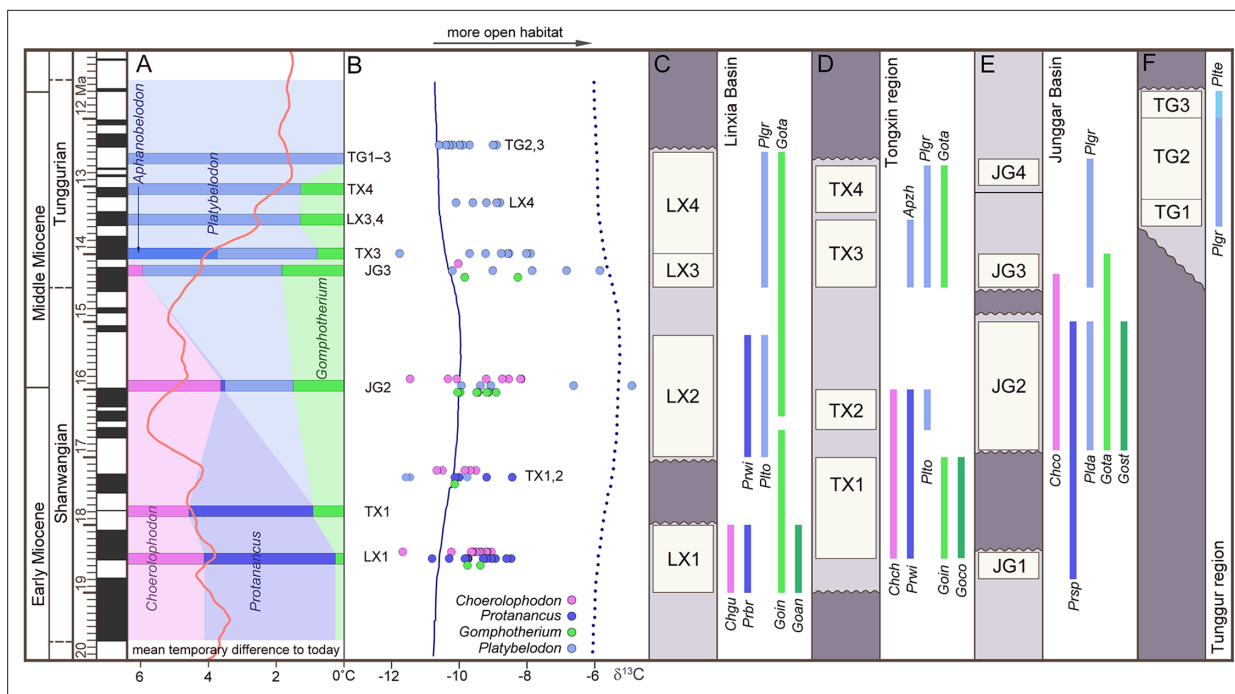 more open habitat
A
B
C
D
E
F
Middle Miocene
Early Miocene
Tunggurian
Shanwangian
12 Ma
13
14
15
16
17
18
19
20
Aphanobelodon
Platybelodon
Gomphotherium
Choerolophodon
Protanancus
TG1–3
TX4
LX3,4
TX3
JG3
JG2
TX1
LX1
mean temporary difference to today
6
4
2
0°C
TG2,3
LX4
TX1,2
Choerolophodon
Protanancus
Gomphotherium
Platybelodon
-12
-10
-8
-6
δ13C
LX4
LX3
LX2
LX1
Linxia Basin
Plgr
Gota
Prwi
Plto
Chgu
Prbr
Goin
Goan
TX4
TX3
TX2
TX1
Tongxin region
Apzh
Plgr
Gota
Plto
Chch
Prwi
Goin
Goco
JG4
JG3
JG2
JG1
Junggar Basin
Plgr
Chco
Prsp
Plda
Gota
Gost
TG3
TG2
TG1
Plte
Plgr
Tunggur region